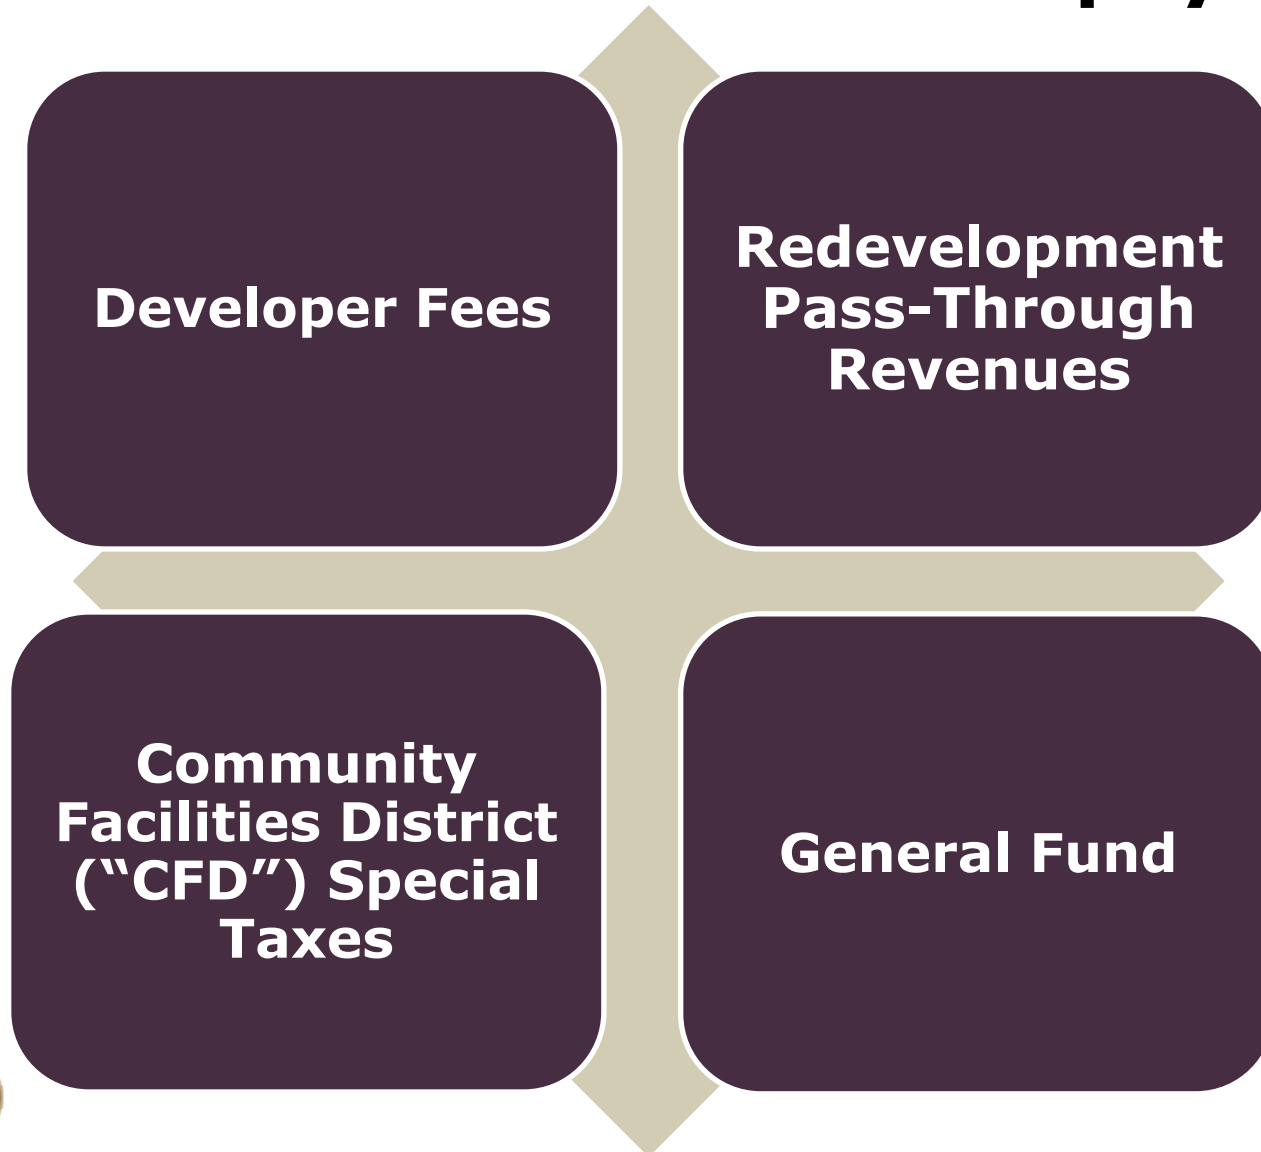 Developer Fees
Redevelopment
Pass-Through
Revenues
Community
Facilities District
(“CFD”) Special
Taxes
General Fund